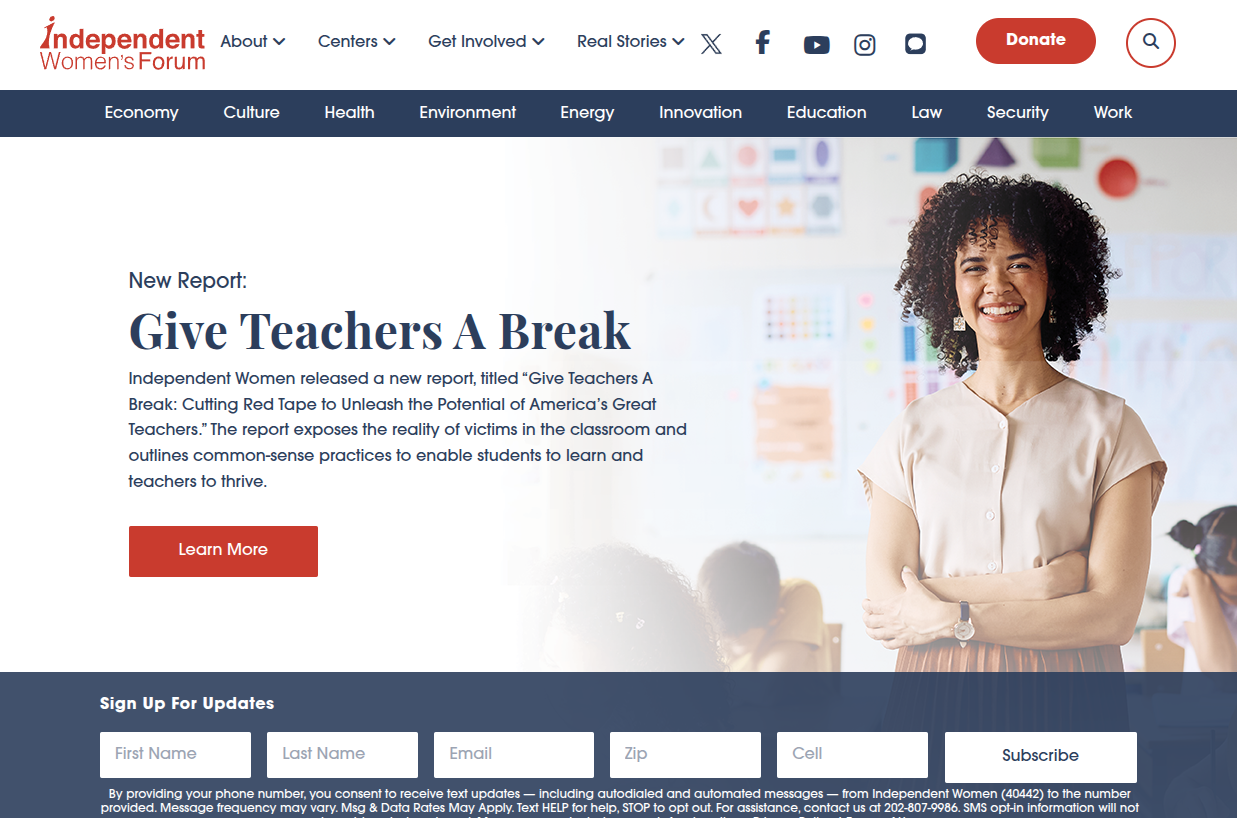 independent
Women's Forum
About
Centers
Get Involved
Real Stories
Donate
Economy
Culture
Health
Environment
Energy
Innovation
Education
Law
Security
Work
New Report:
Give Teachers A Break
Independent Women released a new report, titled “Give Teachers A
Break: Cutting Red Tape to Unleash the Potential of America’s Great
Teachers.” The report exposes the reality of victims in the classroom and
outlines common-sense practices to enable students to learn and
teachers to thrive.
Learn More
Sign Up For Updates
First Name
Last Name
Email
Zip
Cell
Subscribe
By providing your phone number, you consent to receive text updates — including autodialed and automated messages — from Independent Women (40442) to the number
provided. Message frequency may vary. Msg & Data Rates May Apply. Text HELP for help, STOP to opt out. For assistance, contact us at 202-807-9986. SMS opt-in information will not